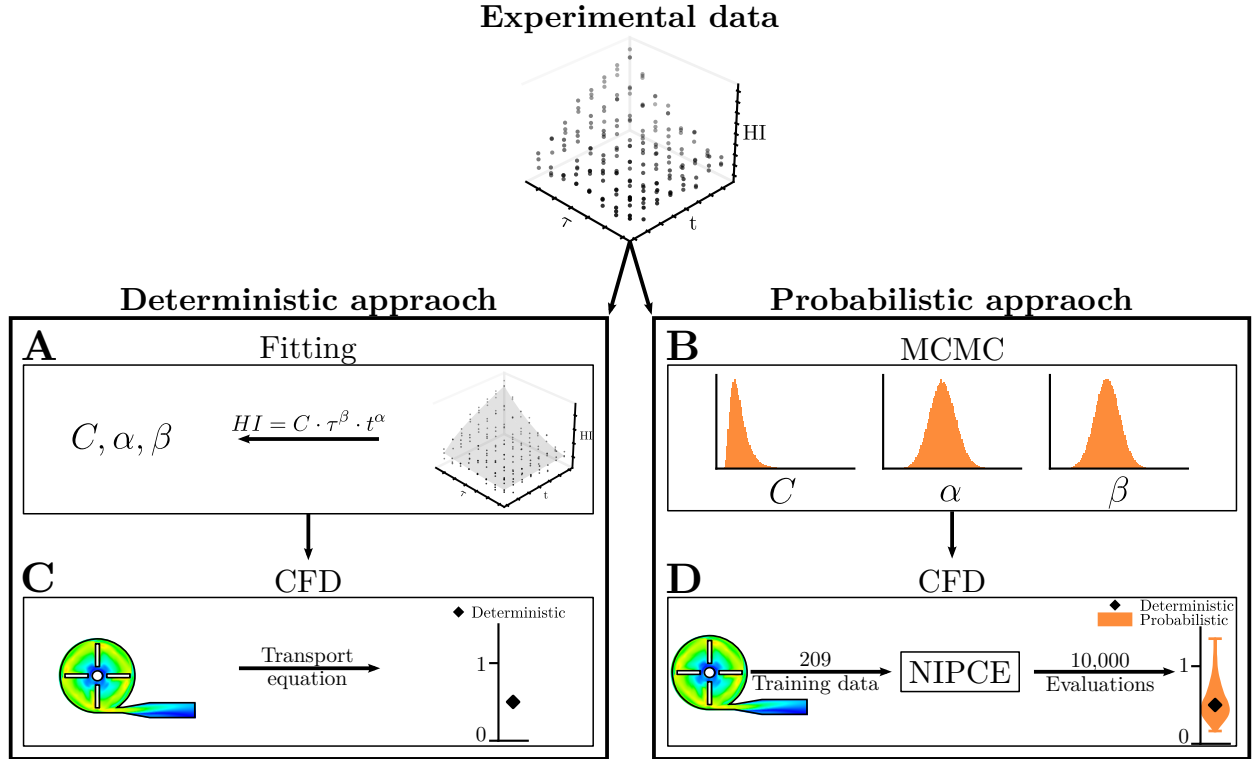 Experimental data
HI
τ
t
Deterministic appraoch
A
Fitting
C, α, β
HI = C · τ^β · t^α
HI
τ
t
C
CFD
Transport
equation
Deterministic
1
0
Probabilistic appraoch
B
MCMC
C
α
β
D
CFD
209
Training data
NIPCE
10,000
Evaluations
Deterministic
Probabilistic
1
0